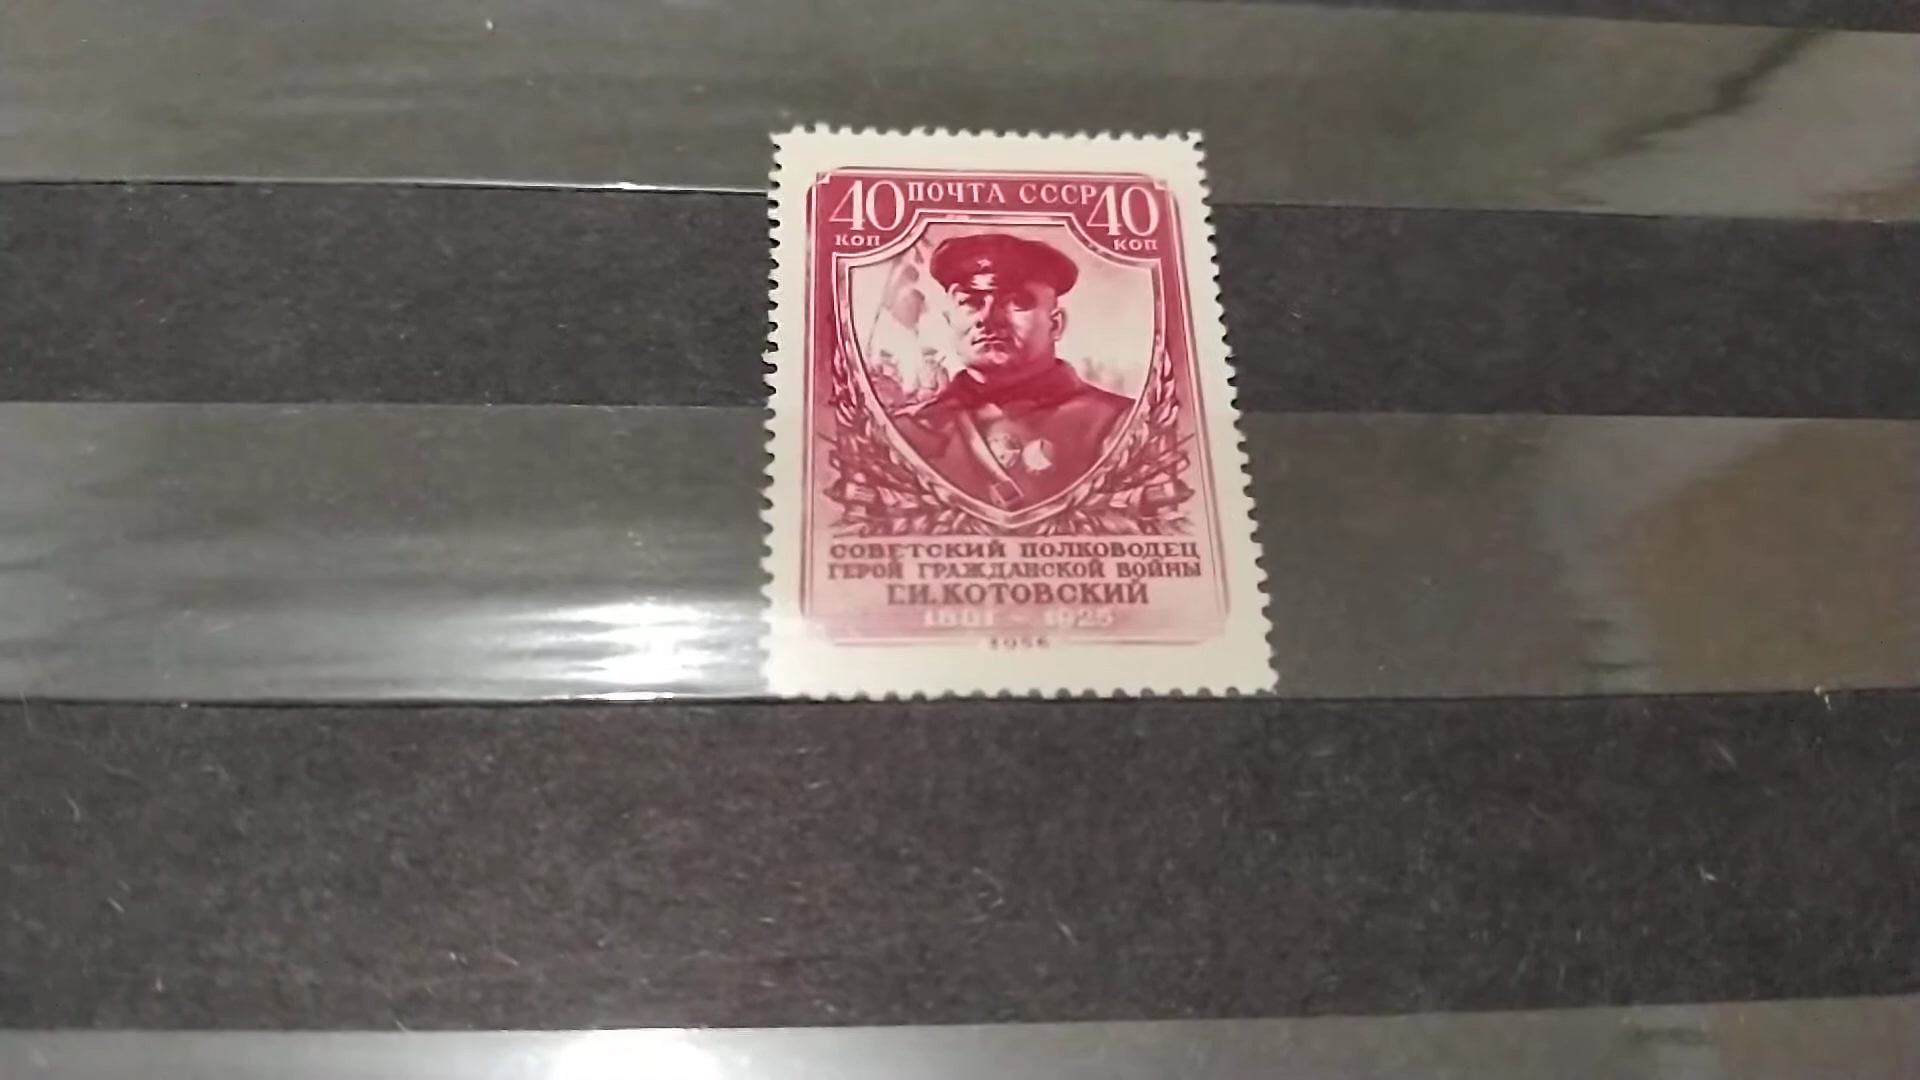 40 ПОЧТА СССР 40
КОП КОП
СОВЕТСКИЙ ПОЛКОВОДЕЦ
ГЕРОЙ ГРАЖДАНСКОЙ ВОЙНЫ
Г.И. КОТОВСКИЙ
1881 - 1925
1956